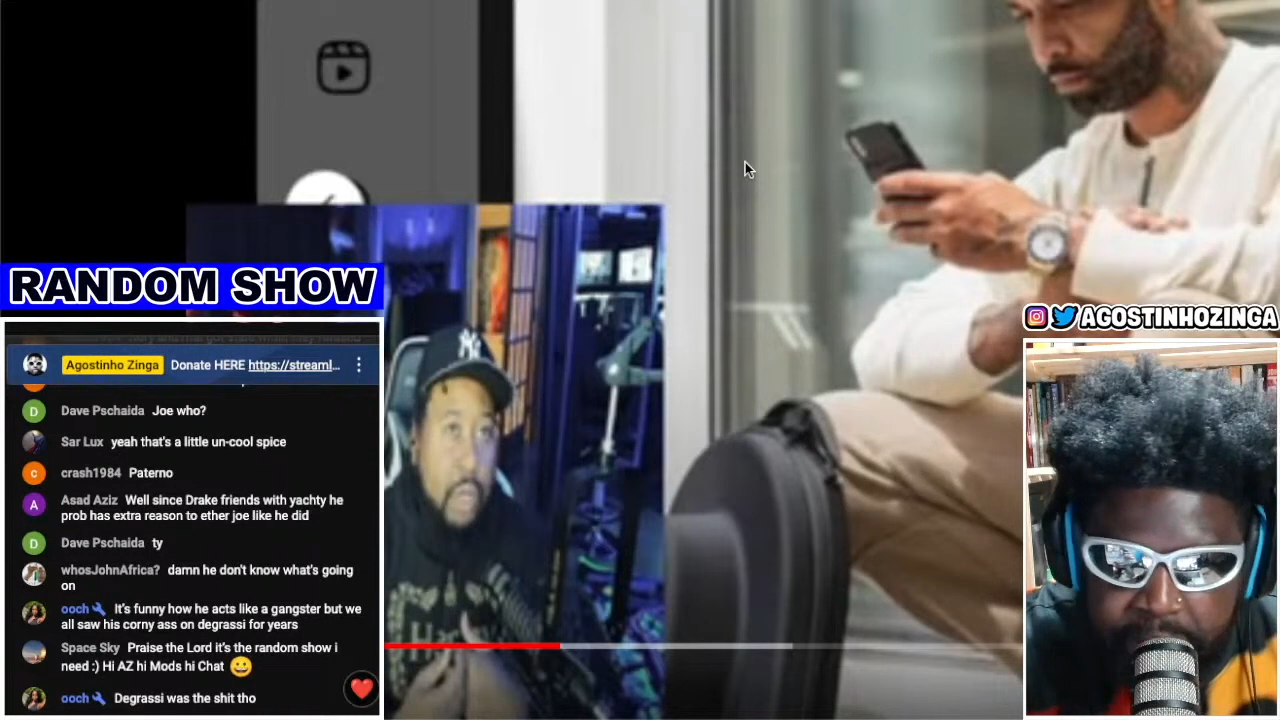 RANDOM SHOW
Agostinho Zinga Donate HERE https://streaml...
Dave Pschaida Joe who?
Sar Lux yeah that's a little un-cool spice
crash1984 Paterno
Asad Aziz Well since Drake friends with yachty he
prob has extra reason to ether joe like he did
Dave Pschaida ty
whosJohnAfrica? damn he don't know what's going
on
ooch It's funny how he acts like a gangster but we
all saw his corny ass on degrassi for years
Space Sky Praise the Lord it's the random show i
need :) Hi AZ hi Mods hi Chat 😀
ooch Degrassi was the shit tho
AGOSTINHOZINGA